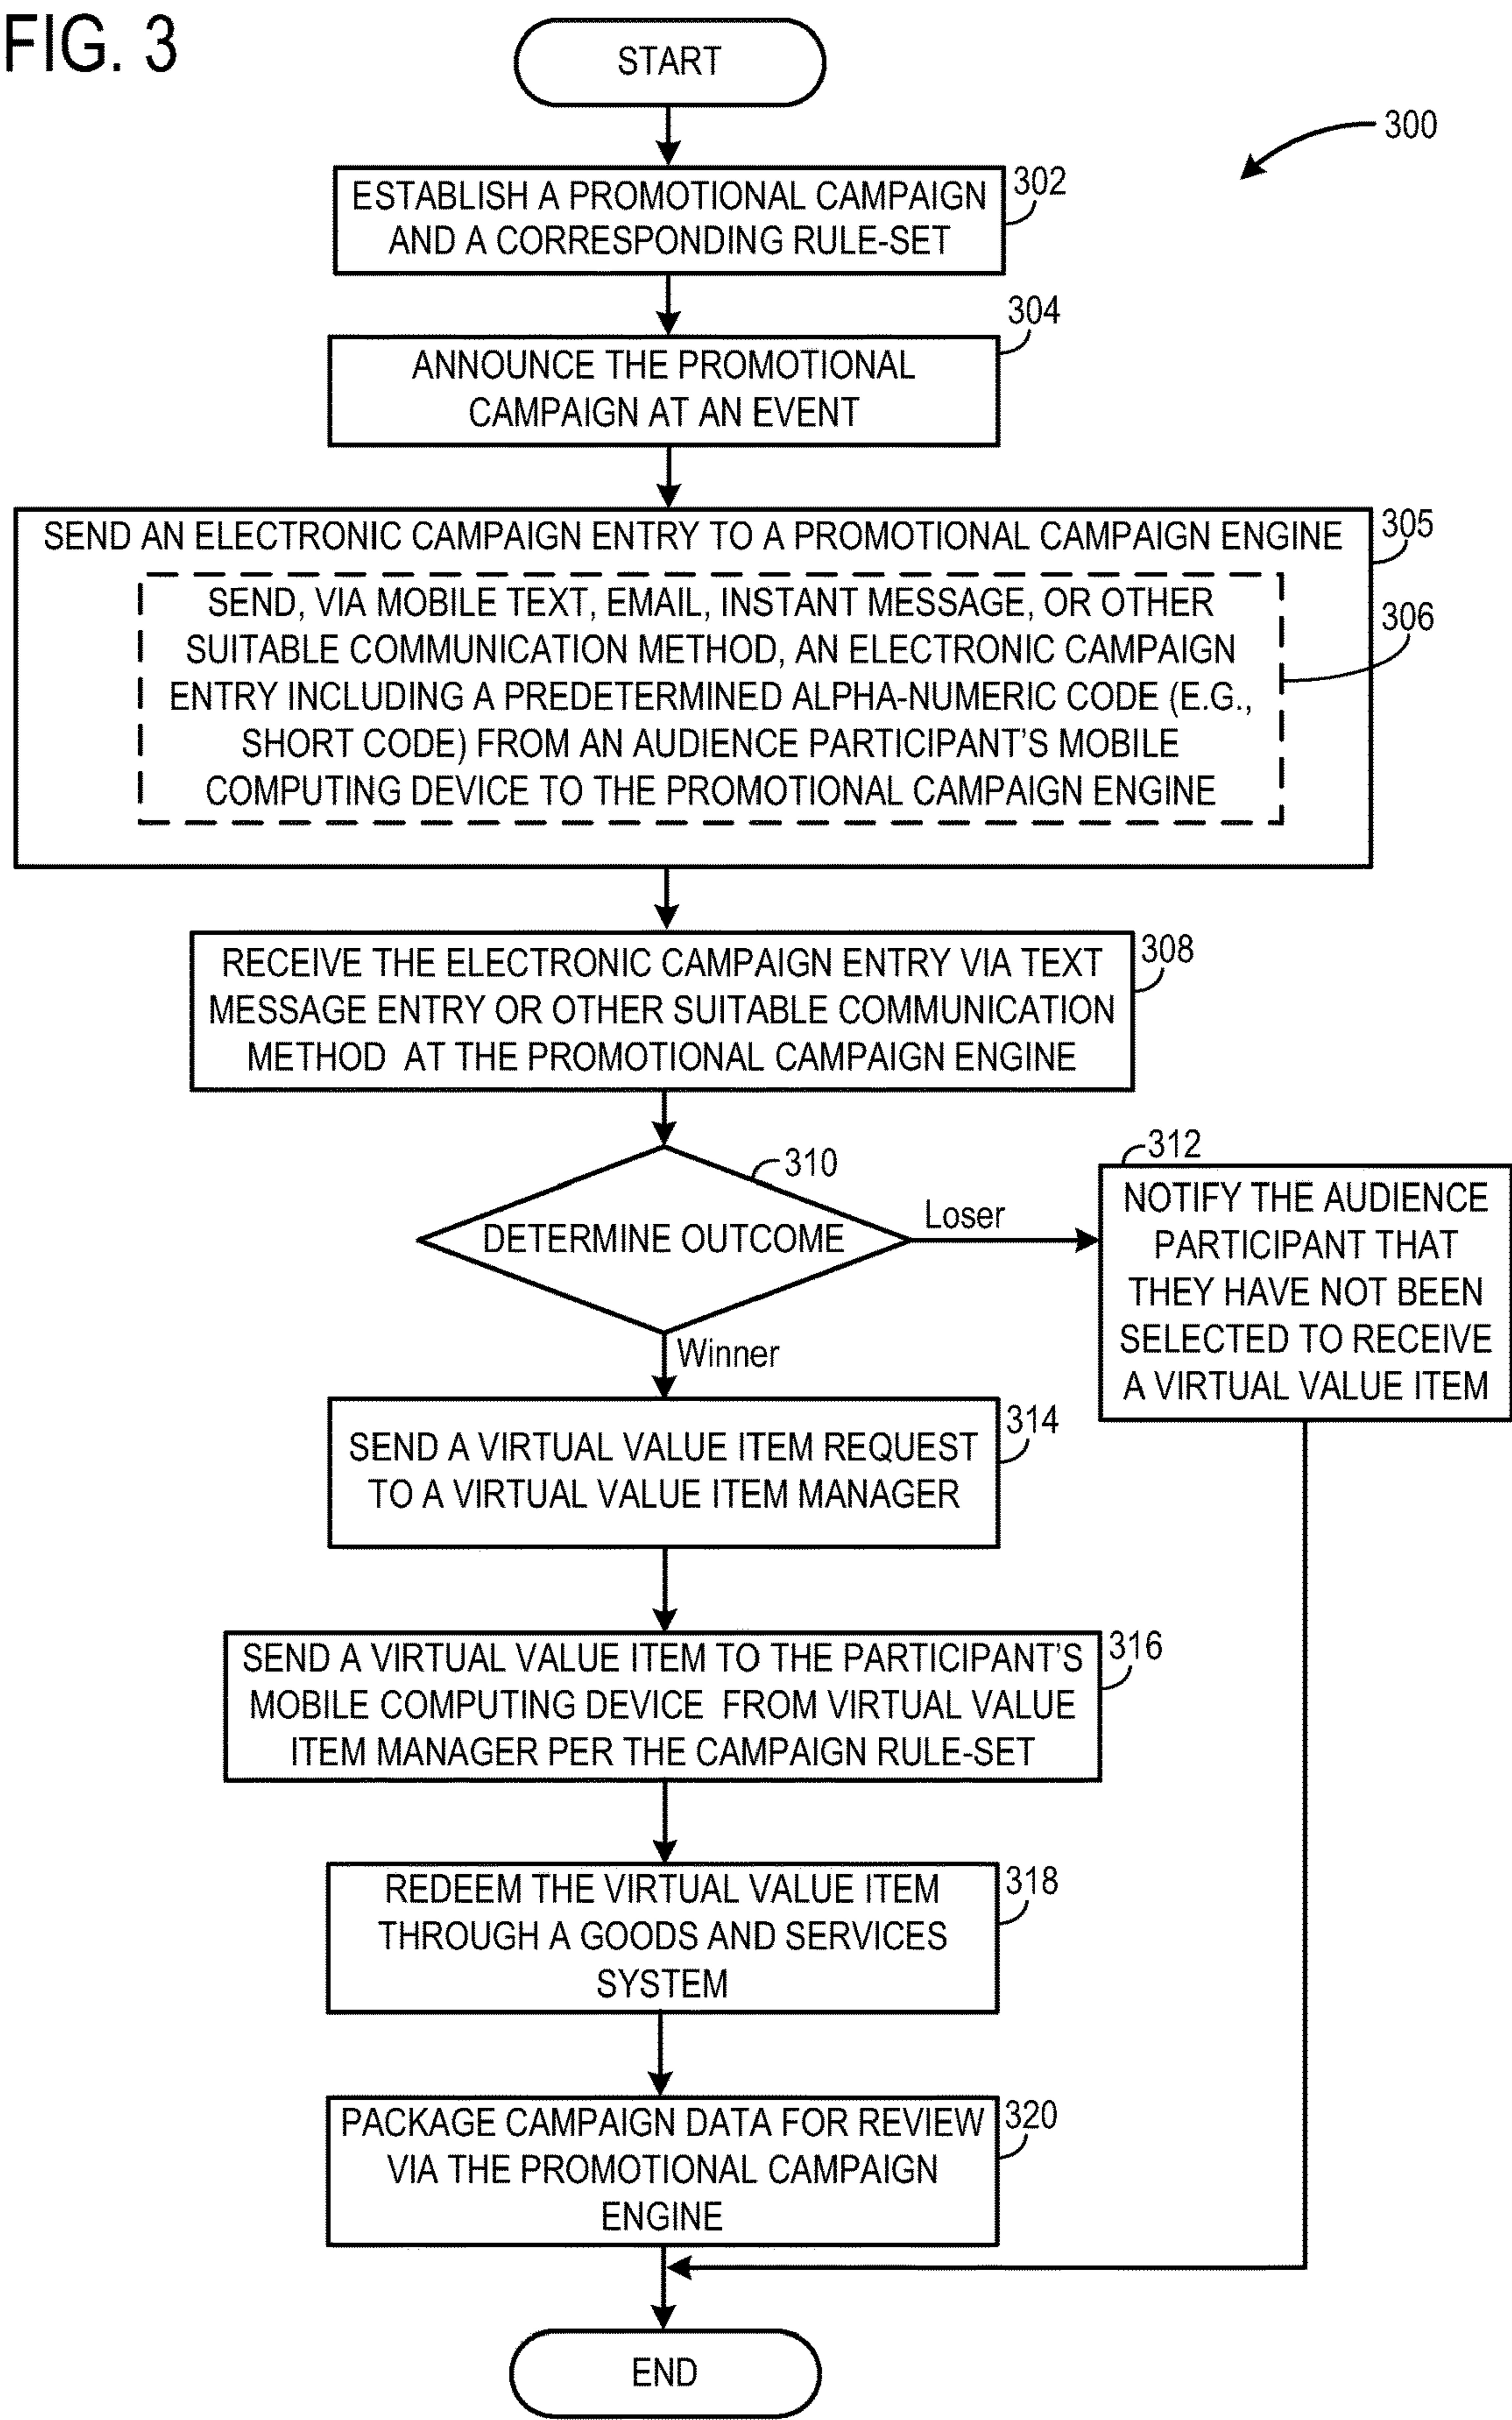 FIG. 3
START
300
302
ESTABLISH A PROMOTIONAL CAMPAIGN
AND A CORRESPONDING RULE-SET
304
ANNOUNCE THE PROMOTIONAL
CAMPAIGN AT AN EVENT
305
SEND AN ELECTRONIC CAMPAIGN ENTRY TO A PROMOTIONAL CAMPAIGN ENGINE
306
SEND, VIA MOBILE TEXT, EMAIL, INSTANT MESSAGE, OR OTHER
SUITABLE COMMUNICATION METHOD, AN ELECTRONIC CAMPAIGN
ENTRY INCLUDING A PREDETERMINED ALPHA-NUMERIC CODE (E.G.,
SHORT CODE) FROM AN AUDIENCE PARTICIPANT'S MOBILE
COMPUTING DEVICE TO THE PROMOTIONAL CAMPAIGN ENGINE
308
RECEIVE THE ELECTRONIC CAMPAIGN ENTRY VIA TEXT
MESSAGE ENTRY OR OTHER SUITABLE COMMUNICATION
METHOD AT THE PROMOTIONAL CAMPAIGN ENGINE
310
DETERMINE OUTCOME
Loser
312
NOTIFY THE AUDIENCE
PARTICIPANT THAT
THEY HAVE NOT BEEN
SELECTED TO RECEIVE
A VIRTUAL VALUE ITEM
Winner
314
SEND A VIRTUAL VALUE ITEM REQUEST
TO A VIRTUAL VALUE ITEM MANAGER
316
SEND A VIRTUAL VALUE ITEM TO THE PARTICIPANT'S
MOBILE COMPUTING DEVICE FROM VIRTUAL VALUE
ITEM MANAGER PER THE CAMPAIGN RULE-SET
318
REDEEM THE VIRTUAL VALUE ITEM
THROUGH A GOODS AND SERVICES
SYSTEM
320
PACKAGE CAMPAIGN DATA FOR REVIEW
VIA THE PROMOTIONAL CAMPAIGN
ENGINE
END